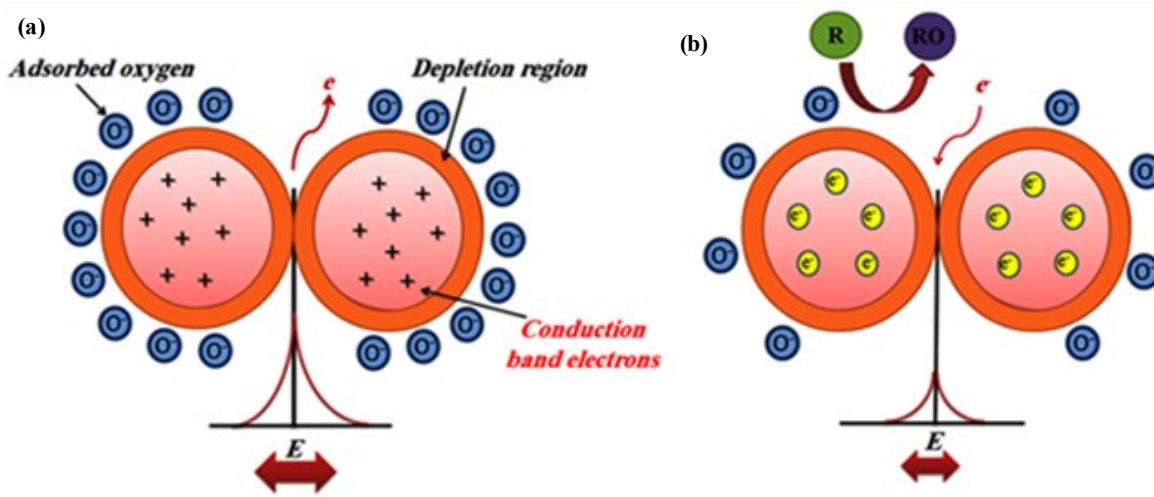 (a)
Adsorbed oxygen
Depletion region
e
O⁻ O⁻ O⁻
O⁻ O⁻ O⁻
O⁻ O⁻ O⁻
O⁻ O⁻ O⁻
O⁻ O⁻ O⁻
O⁻ O⁻ O⁻
+ + + + + + + +
+ + + + + + + +
Conduction
band electrons
E
(b)
R
RO
e⁻
O⁻ O⁻
O⁻ O⁻
O⁻ O⁻
O⁻ O⁻
e⁻ e⁻ e⁻ e⁻ e⁻
e⁻ e⁻ e⁻ e⁻ e⁻
E